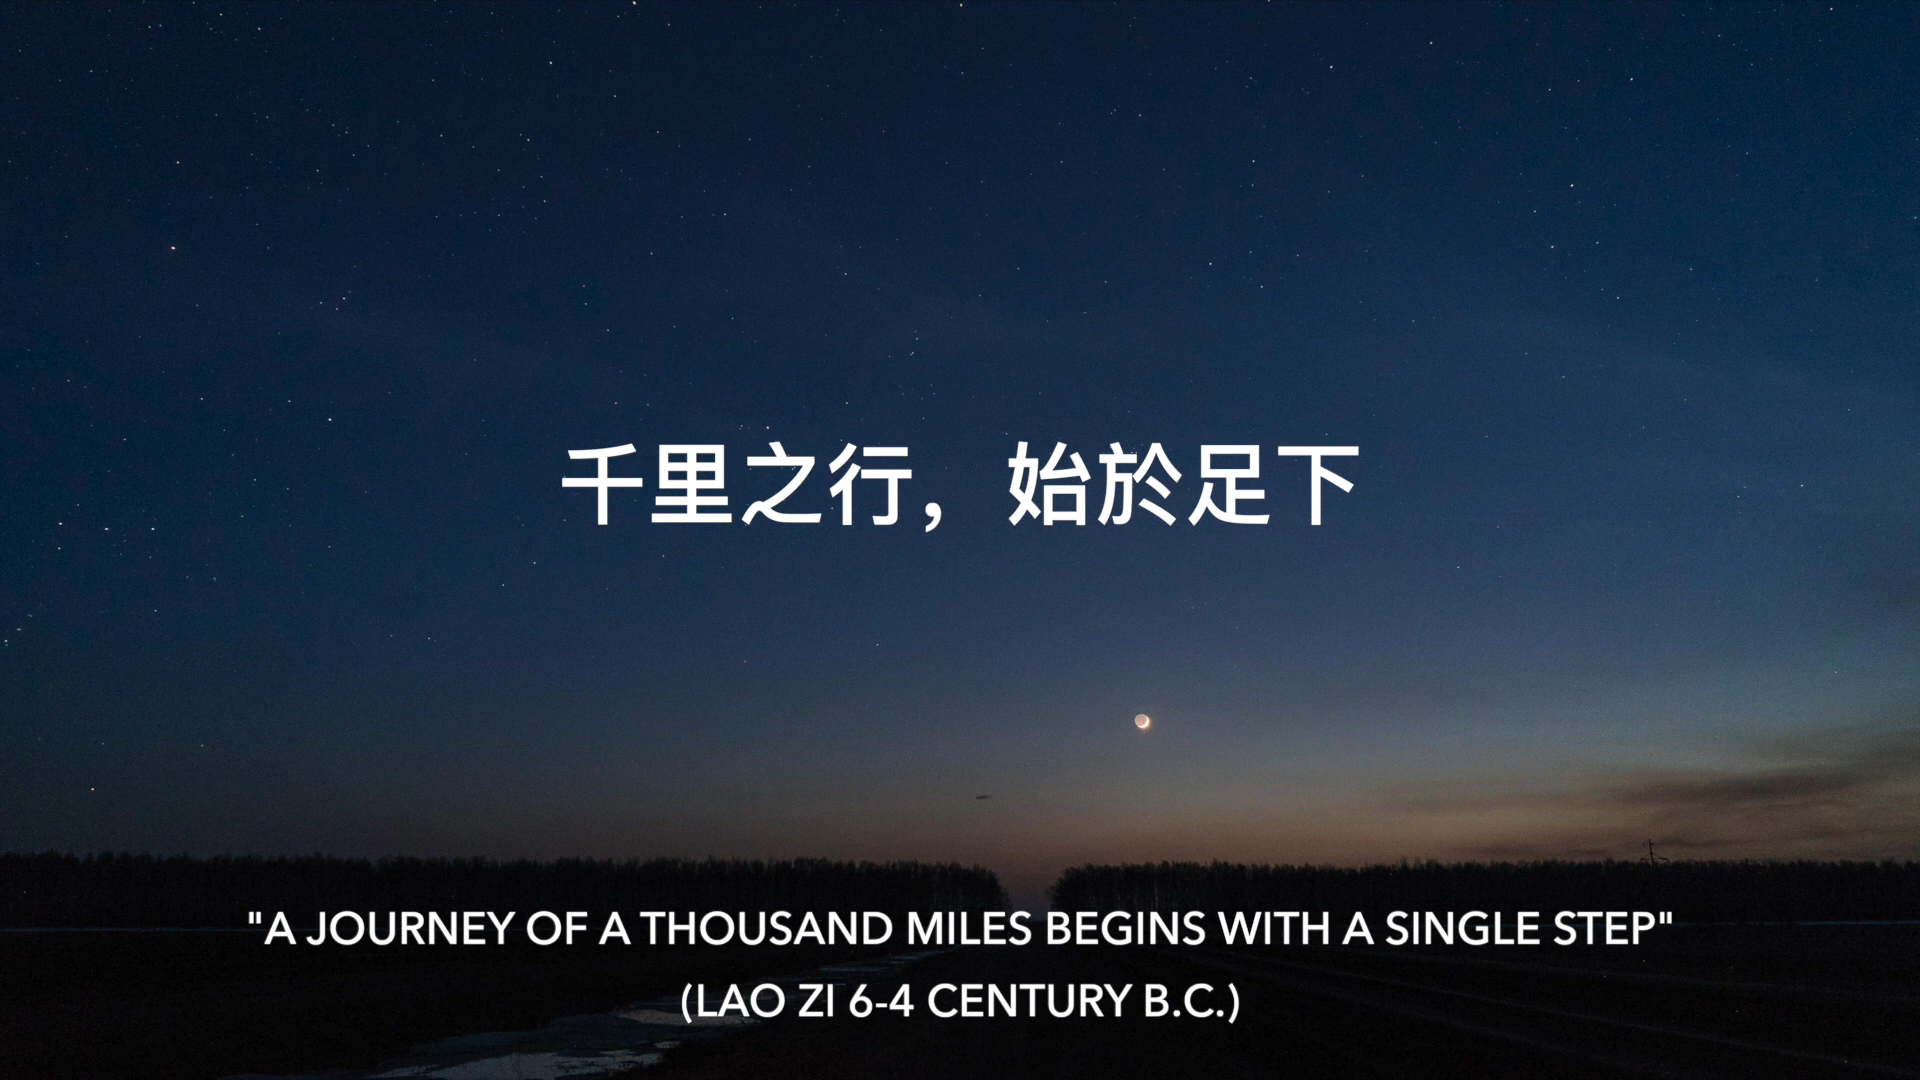 千里之行，始於足下
"A JOURNEY OF A THOUSAND MILES BEGINS WITH A SINGLE STEP"
(LAO ZI 6-4 CENTURY B.C.)